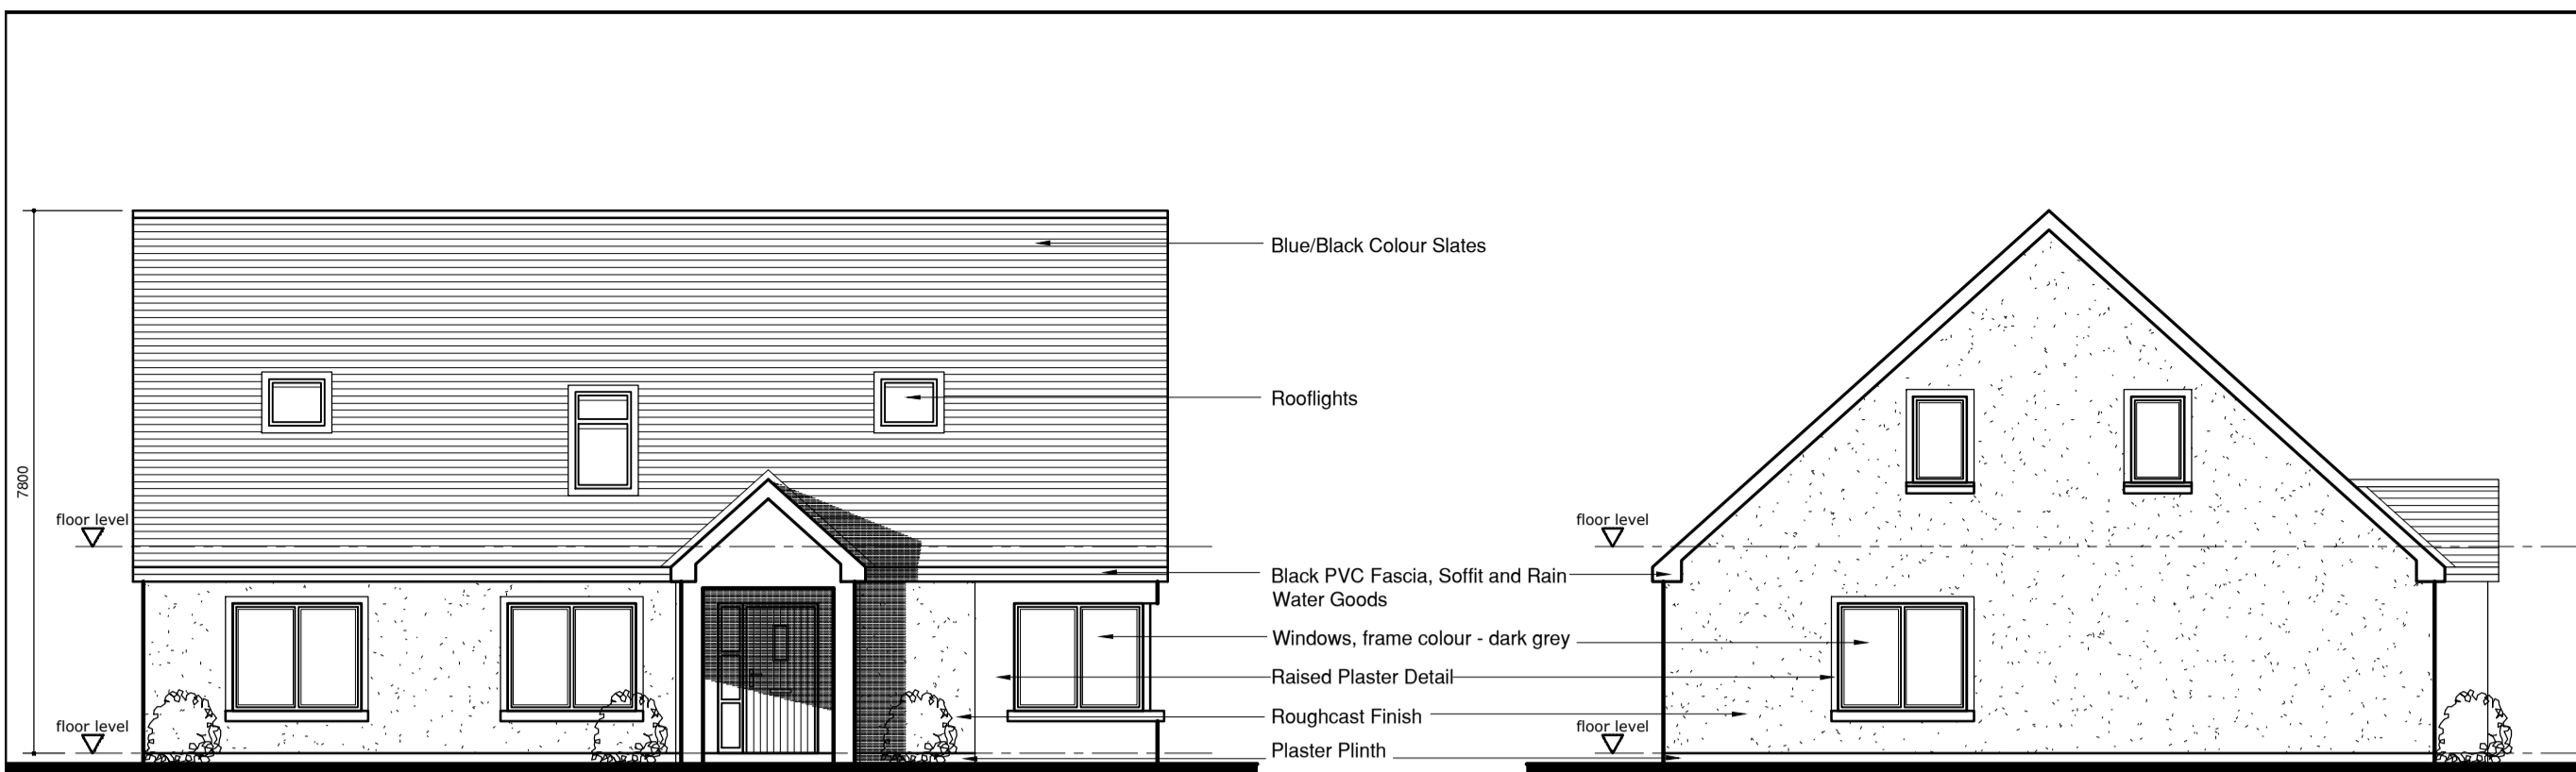 Blue/Black Colour Slates
Rooflights
7800
floor level
floor level
Black PVC Fascia, Soffit and Rain
Water Goods
Windows, frame colour - dark grey
Raised Plaster Detail
Roughcast Finish
floor level
floor level
Plaster Plinth